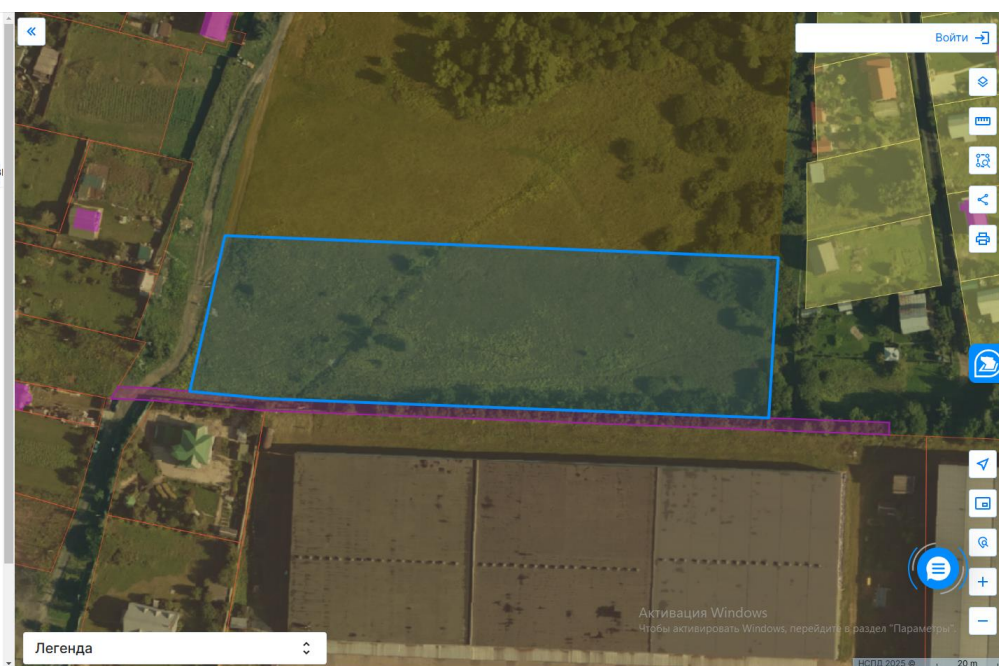 Войти
Активация Windows
Чтобы активировать Windows, перейдите в раздел "Параметры".
Легенда
НСПД 2025 ©
20 m